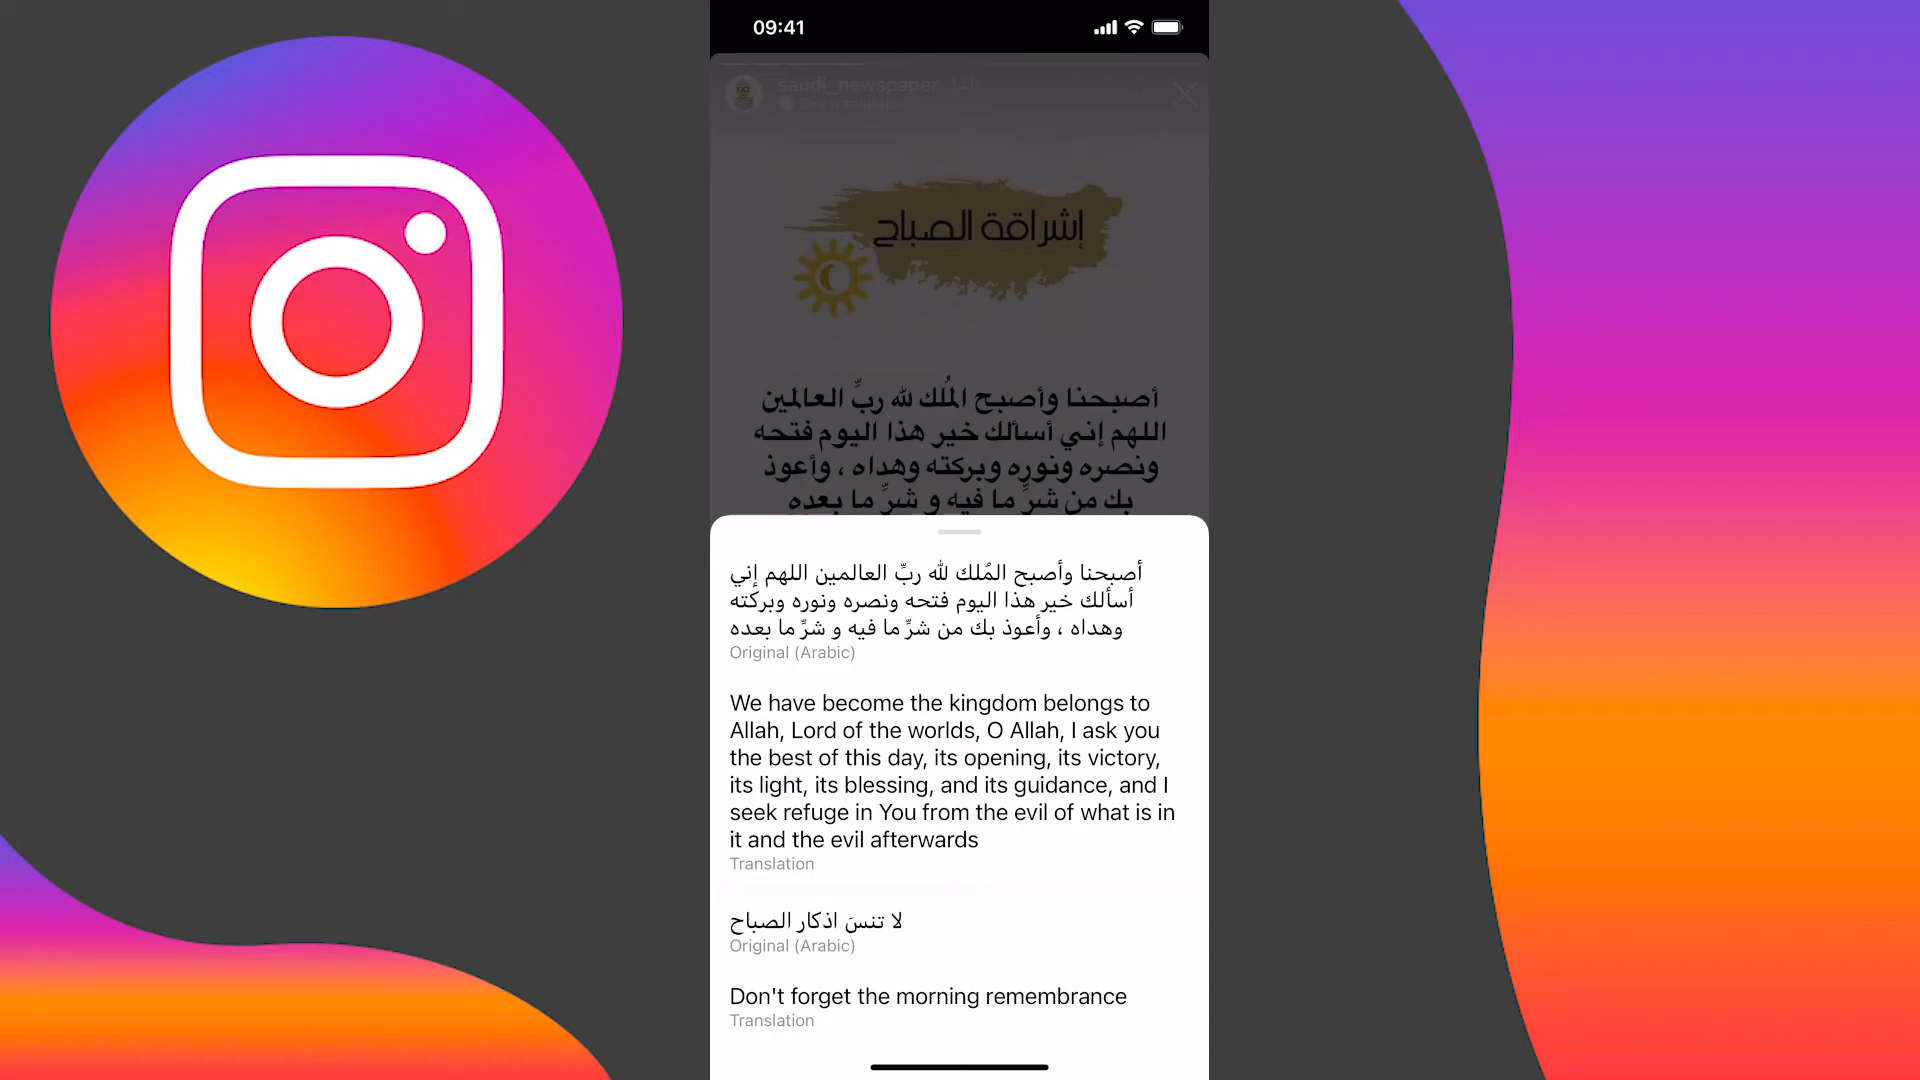 09:41
saudi_newspaper 14h
See translation
إشراقة الصباح
أصبحنا وأصبح المُلك لله ربِّ العالمين
اللهم إني أسألك خير هذا اليوم فتحه
ونصره ونوره وبركته وهداه ، وأعوذ
بك من شرِّ ما فيه و شرِّ ما بعده
أصبحنا وأصبح المُلك لله ربِّ العالمين اللهم إني
أسألك خير هذا اليوم فتحه ونصره ونوره وبركته
وهداه ، وأعوذ بك من شرِّ ما فيه و شرِّ ما بعده
Original (Arabic)
We have become the kingdom belongs to
Allah, Lord of the worlds, O Allah, I ask you
the best of this day, its opening, its victory,
its light, its blessing, and its guidance, and I
seek refuge in You from the evil of what is in
it and the evil afterwards
Translation
لا تنسَ اذكار الصباح
Original (Arabic)
Don't forget the morning remembrance
Translation